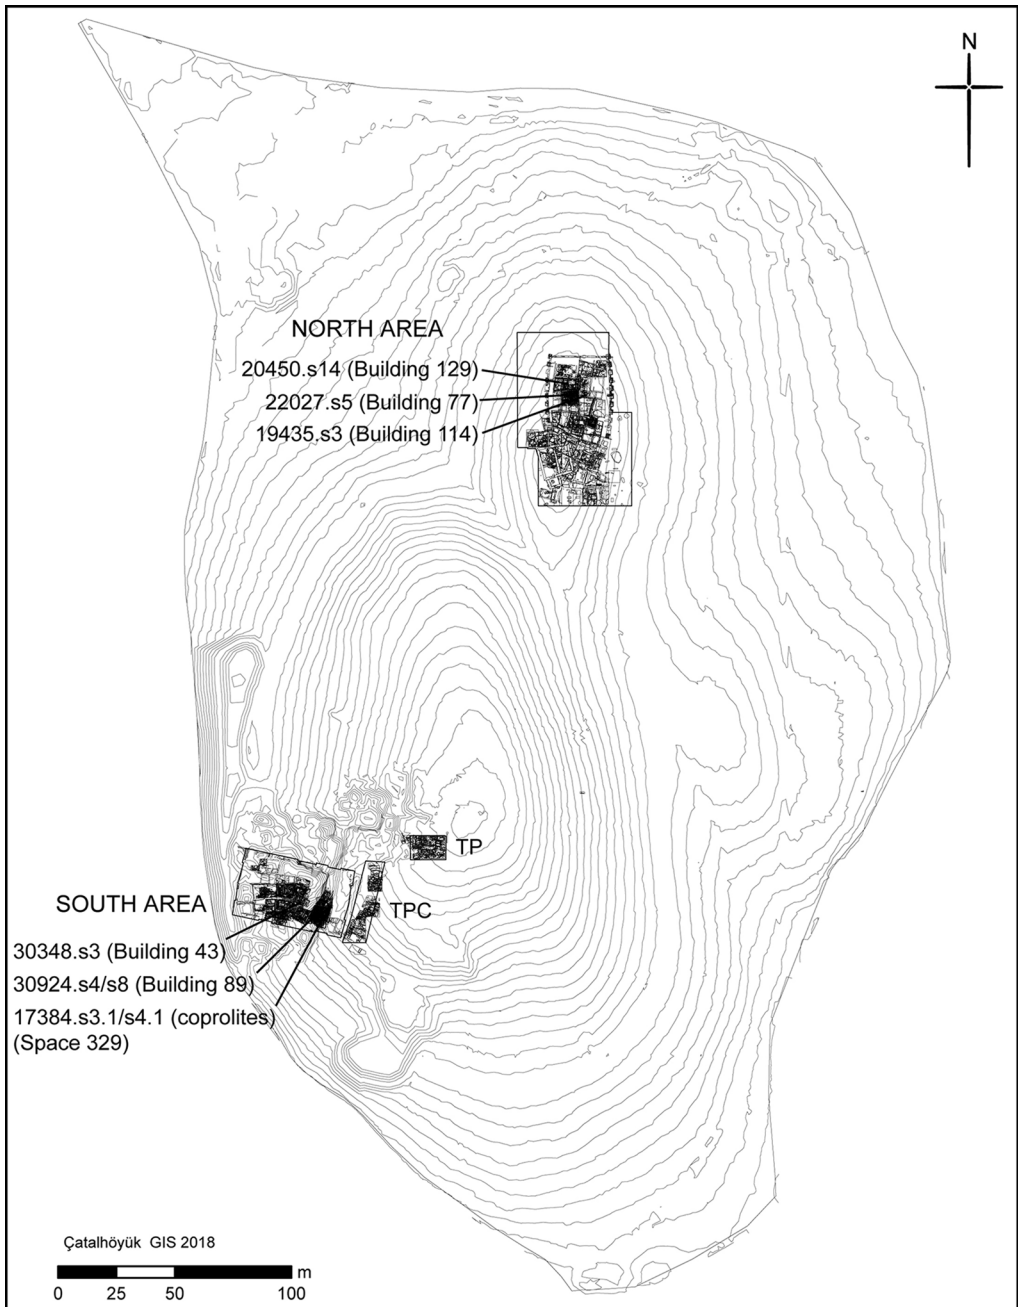 N
NORTH AREA
20450.s14 (Building 129)
22027.s5 (Building 77)
19435.s3 (Building 114)
TP
SOUTH AREA
TPC
30348.s3 (Building 43)
30924.s4/s8 (Building 89)
17384.s3.1/s4.1 (coprolites)
(Space 329)
Çatalhöyük GIS 2018
m
0 25 50 100